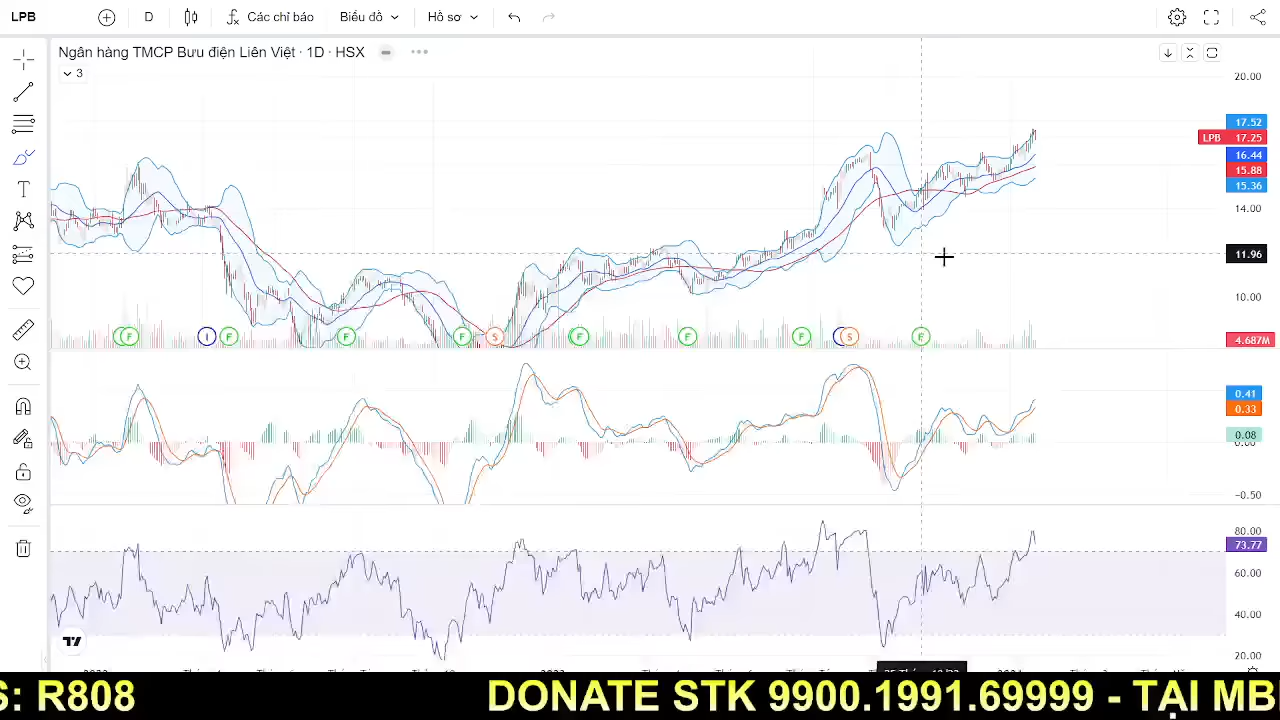 LPB
D
Các chỉ báo
Biểu đồ
Hồ sơ
Ngân hàng TMCP Bưu điện Liên Việt · 1D · HSX
3
20.00
17.52
LPB 17.25
16.44
15.88
15.36
14.00
11.96
10.00
F I F F F S F F F S F
4.687M
0.41
0.33
0.08
0.00
−0.50
80.00
73.77
60.00
40.00
20.00
S: R808 DONATE STK 9900.1991.69999 - TẠI MB